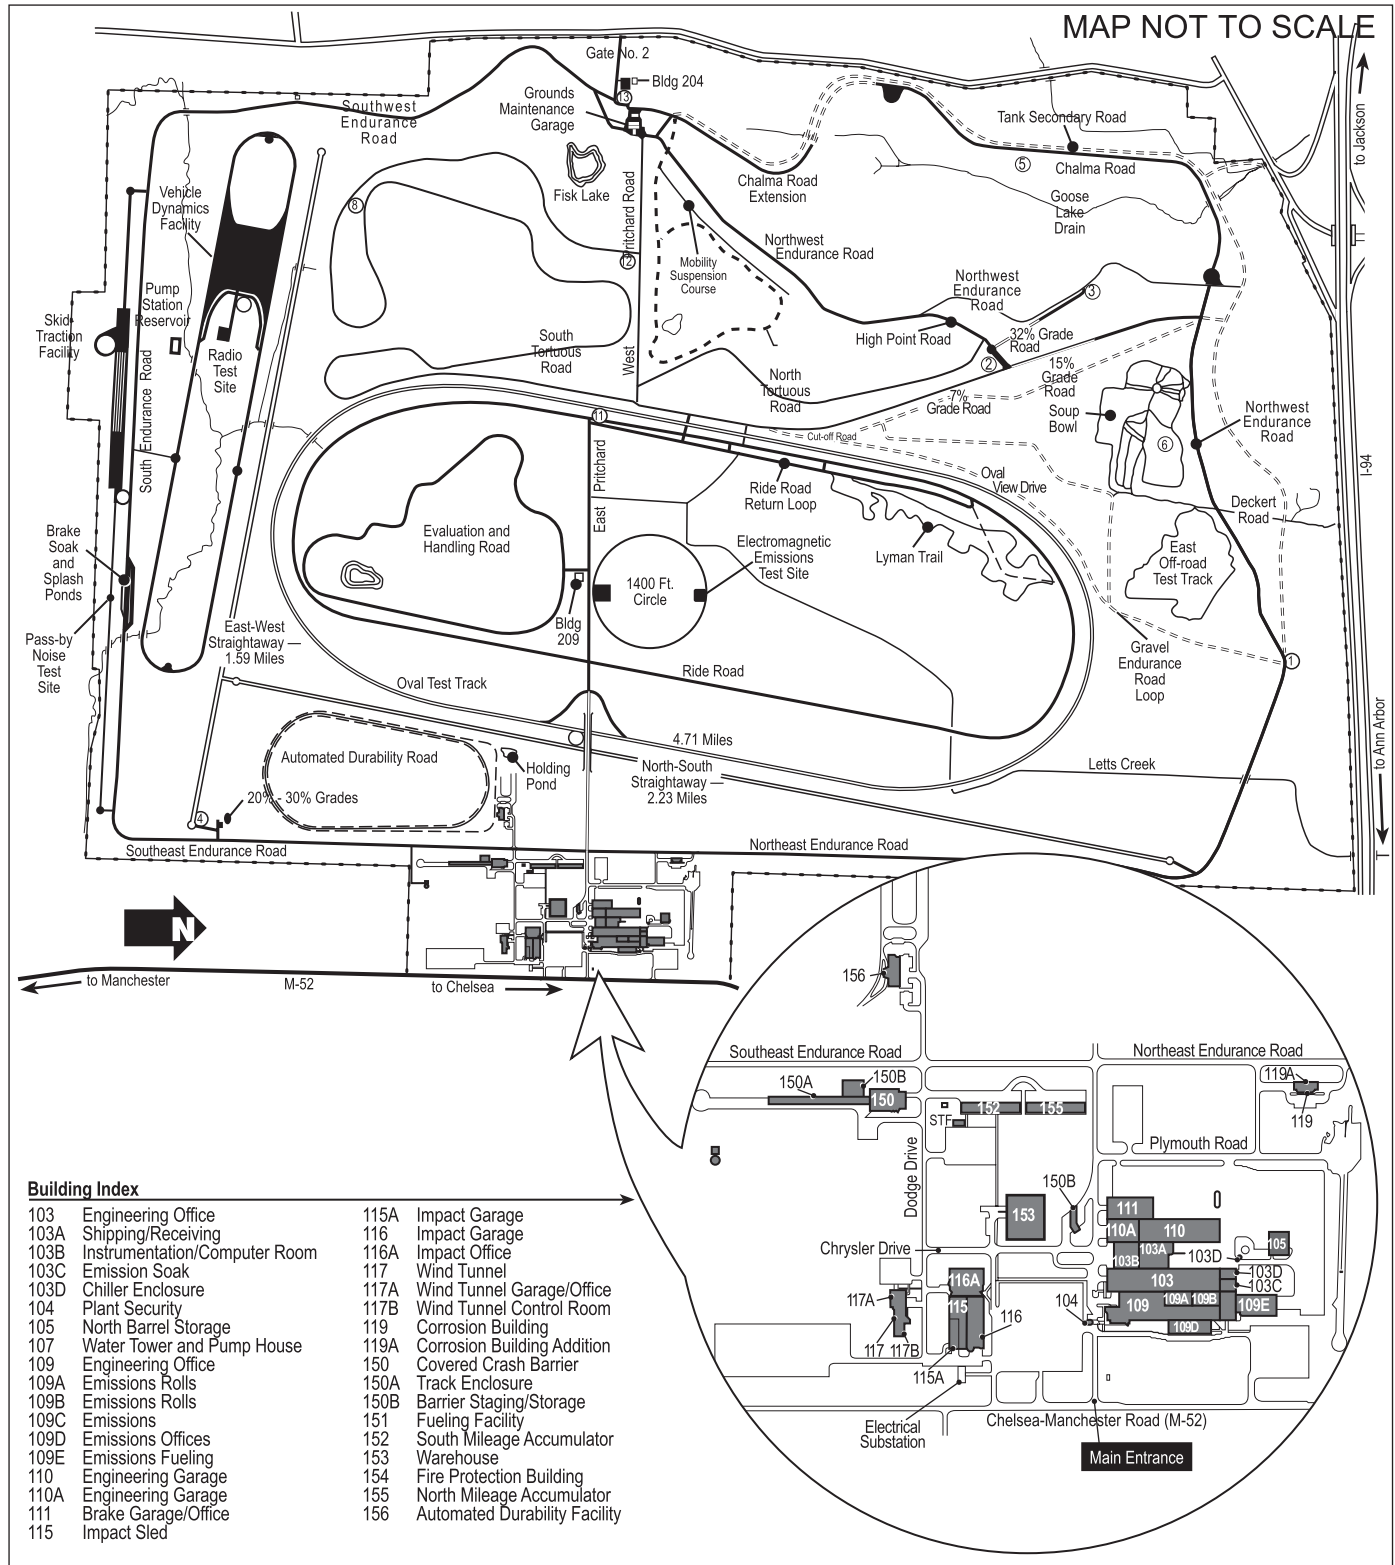 MAP NOT TO SCALE
Gate No. 2
Bldg 204
13
Grounds
Maintenance
Garage
Southwest
Endurance
Road
to Jackson
Tank Secondary Road
5
Chalma Road
Chalma Road
Extension
Goose
Lake
Drain
Fisk Lake
Vehicle
Dynamics
Facility
8
Pritchard Road
12
West
Mobility
Suspension
Course
Northwest
Endurance Road
Northwest
Endurance
Road
3
High Point Road
32% Grade
Road
2
15%
Grade
Road
7%
Grade Road
Pump
Station
Reservoir
Skid
Traction
Facility
Radio
Test
Site
South Endurance Road
South
Tortuous
Road
North
Tortuous
Road
11
Cut-off Road
Soup
Bowl
6
Northwest
Endurance
Road
I-94
East Pritchard
Ride Road
Return Loop
Oval
View Drive
Deckert
Road
Evaluation and
Handling Road
Electromagnetic
Emissions
Test Site
Lyman Trail
East
Off-road
Test Track
Brake
Soak
and
Splash
Ponds
1400 Ft.
Circle
Bldg
209
Pass-by
Noise
Test
Site
East-West
Straightaway —
1.59 Miles
Gravel
Endurance
Road
Loop
1
Ride Road
Oval Test Track
4.71 Miles
to Ann Arbor
Automated Durability Road
Holding
Pond
North-South
Straightaway —
2.23 Miles
Letts Creek
4
20% - 30% Grades
Southeast Endurance Road
Northeast Endurance Road
N
to Manchester
M-52
to Chelsea
156
Southeast Endurance Road
Northeast Endurance Road
150A
150B
150
152
155
STF
119A
119
Plymouth Road
Dodge Drive
150B
153
111
110A
110
105
Chrysler Drive
103B
103A
103D
103
103D
103C
116A
117A
115
116
104
109
109A
109B
109E
109D
117
117B
115A
Electrical
Substation
Chelsea-Manchester Road (M-52)
Main Entrance
Building Index
103 Engineering Office
103A Shipping/Receiving
103B Instrumentation/Computer Room
103C Emission Soak
103D Chiller Enclosure
104 Plant Security
105 North Barrel Storage
107 Water Tower and Pump House
109 Engineering Office
109A Emissions Rolls
109B Emissions Rolls
109C Emissions
109D Emissions Offices
109E Emissions Fueling
110 Engineering Garage
110A Engineering Garage
111 Brake Garage/Office
115 Impact Sled
115A Impact Garage
116 Impact Garage
116A Impact Office
117 Wind Tunnel
117A Wind Tunnel Garage/Office
117B Wind Tunnel Control Room
119 Corrosion Building
119A Corrosion Building Addition
150 Covered Crash Barrier
150A Track Enclosure
150B Barrier Staging/Storage
151 Fueling Facility
152 South Mileage Accumulator
153 Warehouse
154 Fire Protection Building
155 North Mileage Accumulator
156 Automated Durability Facility